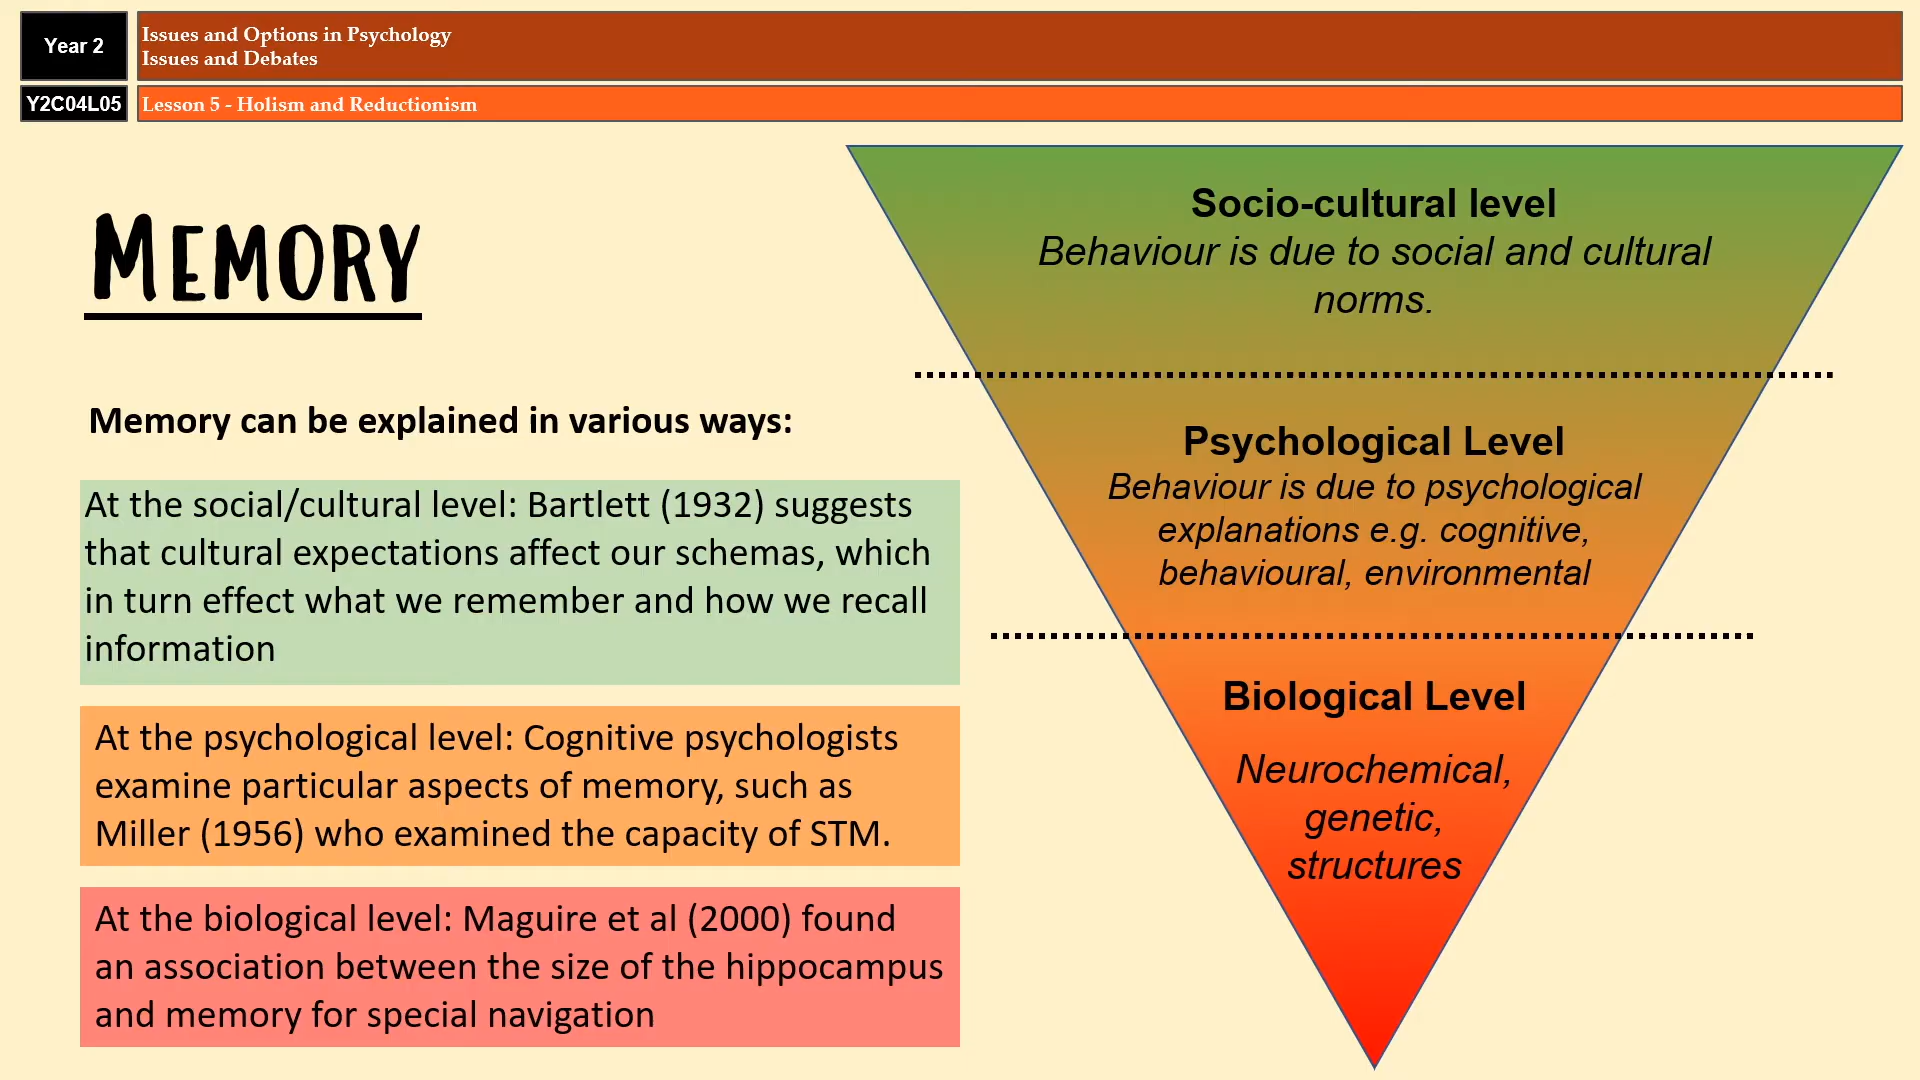 Year 2
Issues and Options in Psychology
Issues and Debates
Y2C04L05
Lesson 5 - Holism and Reductionism
MEMORY
Memory can be explained in various ways:
At the social/cultural level: Bartlett (1932) suggests
that cultural expectations affect our schemas, which
in turn effect what we remember and how we recall
information
At the psychological level: Cognitive psychologists
examine particular aspects of memory, such as
Miller (1956) who examined the capacity of STM.
At the biological level: Maguire et al (2000) found
an association between the size of the hippocampus
and memory for special navigation
Socio-cultural level
Behaviour is due to social and cultural
norms.
Psychological Level
Behaviour is due to psychological
explanations e.g. cognitive,
behavioural, environmental
Biological Level
Neurochemical,
genetic,
structures